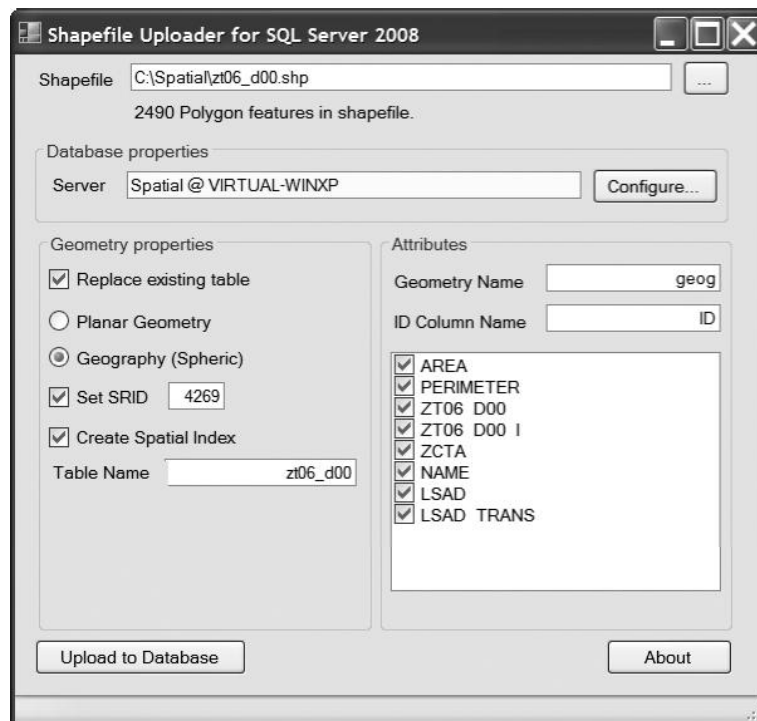 Shapefile Uploader for SQL Server 2008
Shapefile C:\Spatial\zt06_d00.shp ...
2490 Polygon features in shapefile.
Database properties
Server Spatial @ VIRTUAL-WINXP Configure...
Geometry properties
Replace existing table
Planar Geometry
Geography (Spheric)
Set SRID 4269
Create Spatial Index
Table Name zt06_d00
Attributes
Geometry Name geog
ID Column Name ID
AREA
PERIMETER
ZT06 D00
ZT06 D00 I
ZCTA
NAME
LSAD
LSAD TRANS
Upload to Database About